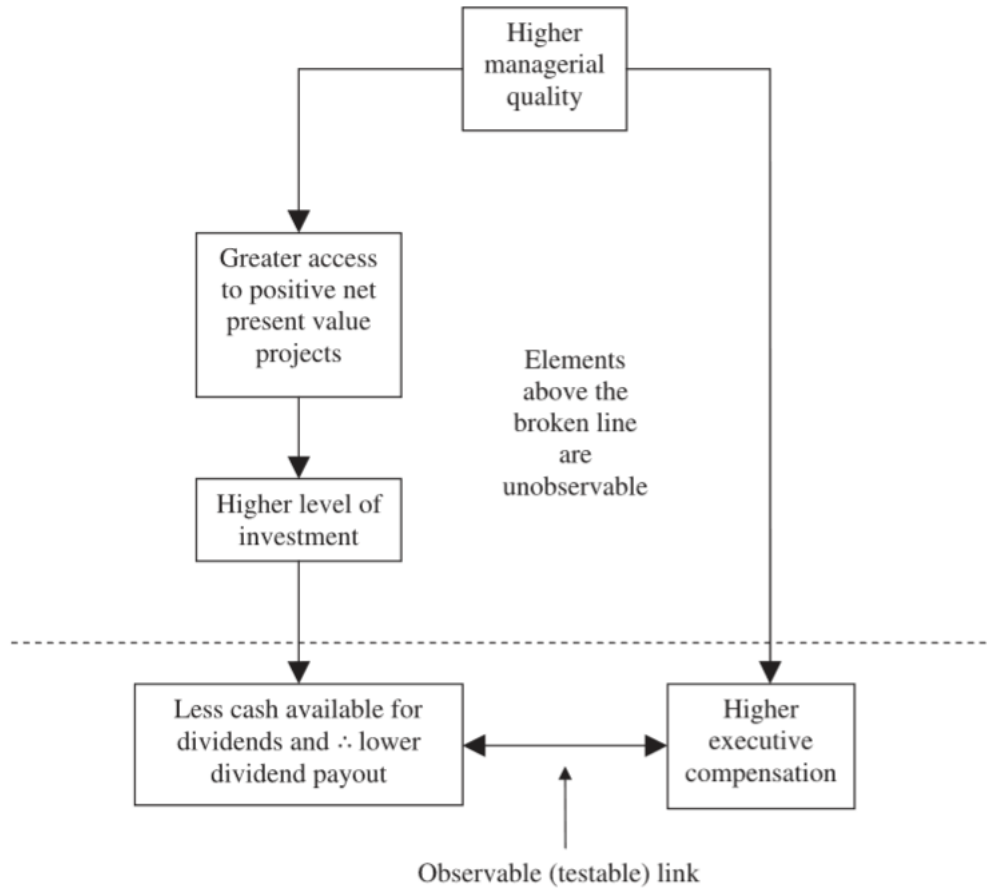 Higher
managerial
quality
Greater access
to positive net
present value
projects
Elements
above the
broken line
are
unobservable
Higher level of
investment
Less cash available for
dividends and ∴ lower
dividend payout
Higher
executive
compensation
Observable (testable) link